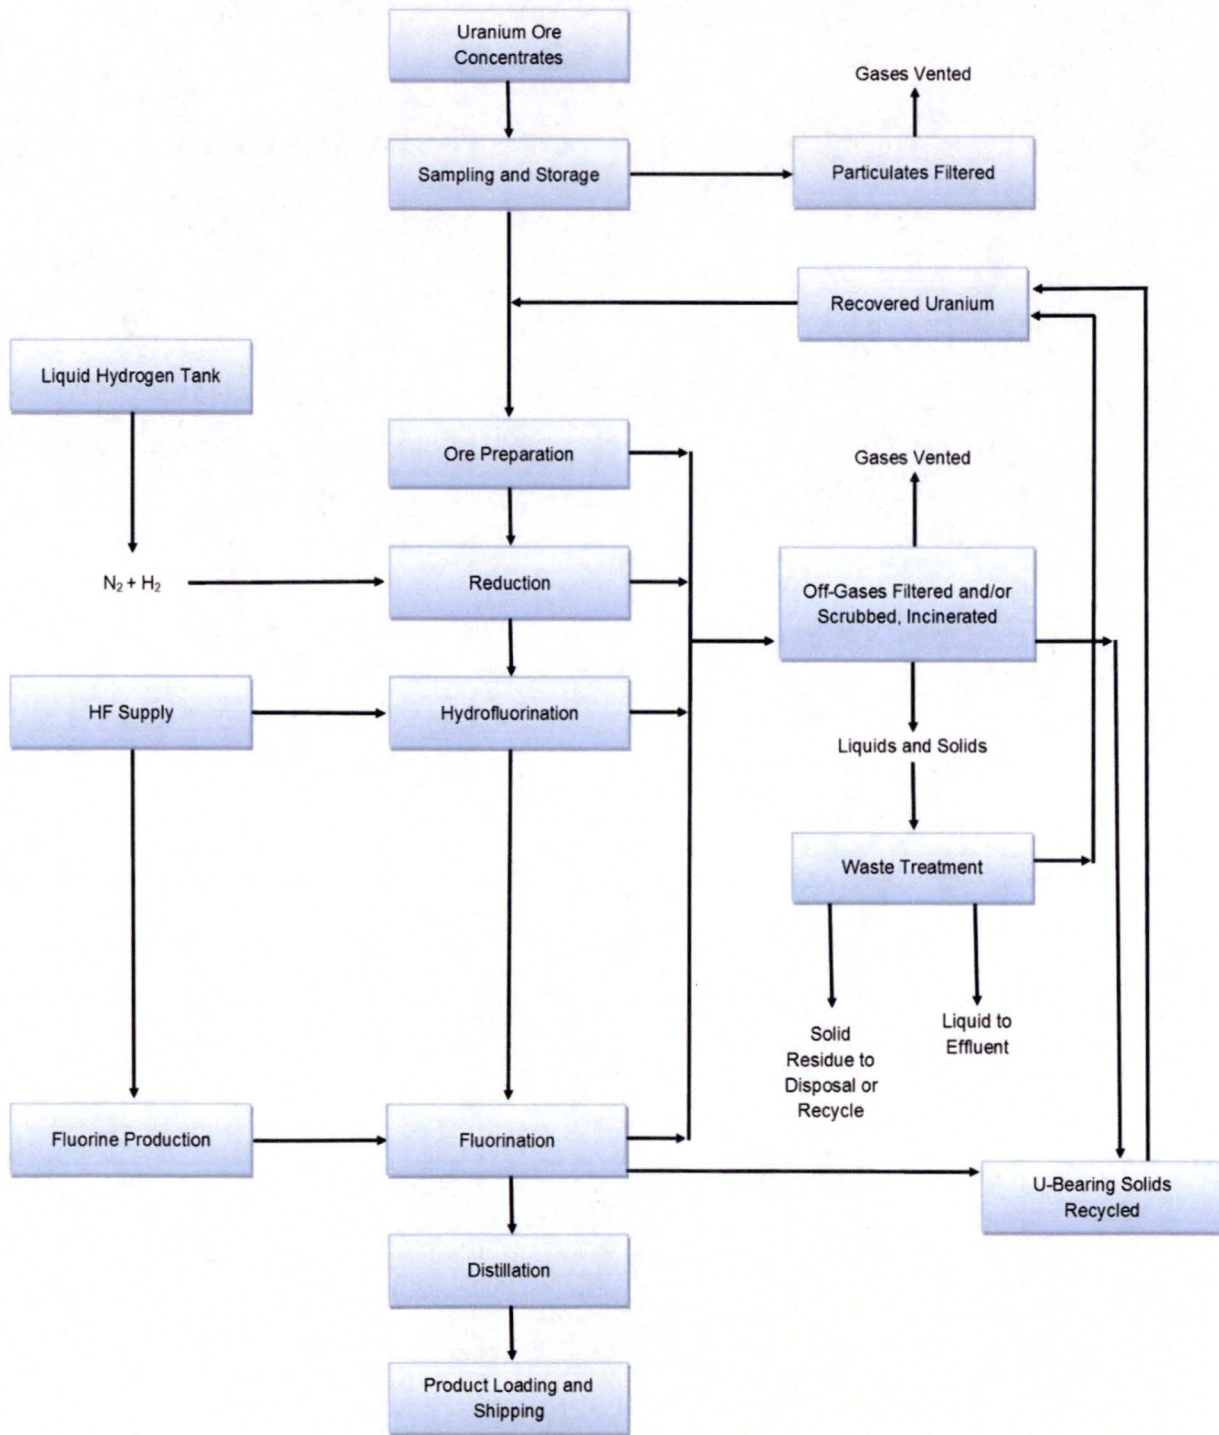 Uranium Ore
Concentrates
Gases Vented
Sampling and Storage
Particulates Filtered
Recovered Uranium
Liquid Hydrogen Tank
Ore Preparation
Gases Vented
N₂ + H₂
Reduction
Off-Gases Filtered and/or
Scrubbed, Incinerated
HF Supply
Hydrofluorination
Liquids and Solids
Waste Treatment
Solid
Residue to
Disposal or
Recycle
Liquid to
Effluent
Fluorine Production
Fluorination
U-Bearing Solids
Recycled
Distillation
Product Loading and
Shipping